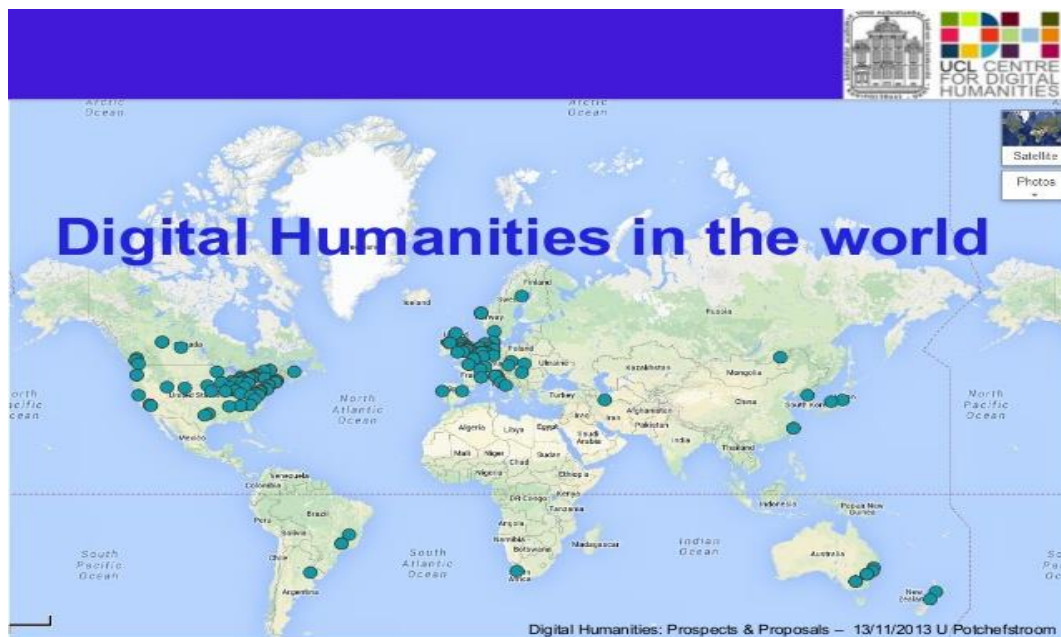 UCL CENTRE
FOR DIGITAL
HUMANITIES
Arctic
Ocean
Arctic
Ocean
Satellite
Photos
Digital Humanities in the world
Iceland
Finland
Norway
Russia
Poland
Ukraine
Kazakhstan
Mongolia
North
Atlantic
Ocean
North
Pacific
Ocean
Turkey
Afghanistan
China
South Korea
Iraq
Iran
Pakistan
Mexico
Algeria
Libya
Egypt
Saudi
Arabia
India
Thailand
Mali
Niger
Chad
Sudan
Nigeria
Ethiopia
Venezuela
Colombia
DR Congo
Kenya
Tanzania
Indonesia
Papua New
Guinea
Peru
Brazil
Bolivia
Angola
Namibia
Botswana
Madagascar
Indian
Ocean
Australia
Chile
South
Pacific
Ocean
South
Atlantic
Ocean
Africa
Argentina
New
Zealand
Digital Humanities: Prospects & Proposals – 13/11/2013 U Potchefstroom